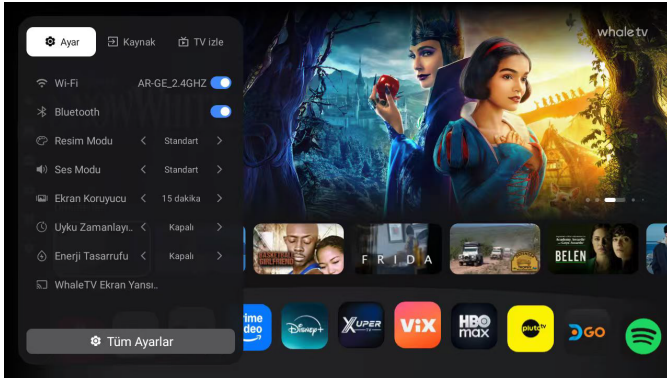 Ayar
Kaynak
TV izle
whale tv
Wi-Fi AR-GE_2.4GHZ
Bluetooth
Resim Modu Standart
Ses Modu Standart
Ekran Koruyucu 15 dakika
Uyku Zamanlayı.. Kapalı
Enerji Tasarrufu Kapalı
WhaleTV Ekran Yansı..
Tüm Ayarlar
GIRLFRIEND
FRIDA
BELEN
Disney+
XUPER
ViX
HBO
max
pluto tv
DGO